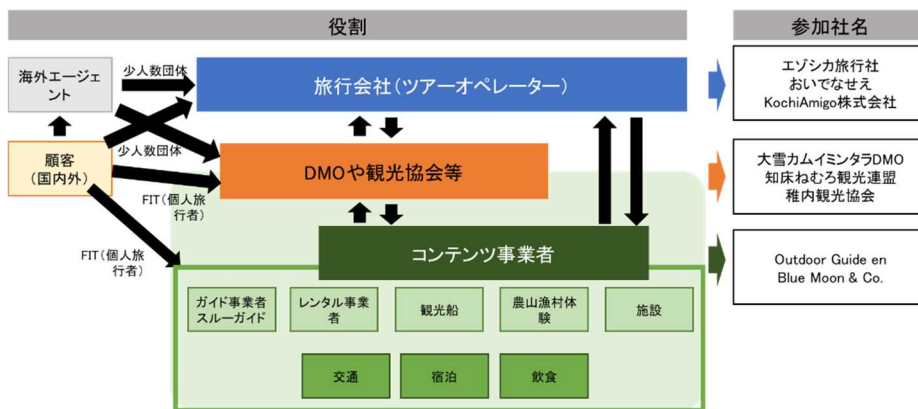 役割
参加社名
海外エージェ
ント
少人数団体
旅行会社(ツアーオペレーター)
エゾシカ旅行社
おいでなせえ
KochiAmigo株式会社
顧客
(国内外)
少人数団体
DMOや観光協会等
大雪カムイミンタラDMO
知床ねむろ観光連盟
稚内観光協会
FIT(個人旅
行者)
FIT(個人旅
行者)
コンテンツ事業者
Outdoor Guide en
Blue Moon & Co.
ガイド事業者
スルーガイド
レンタル事業
者
観光船
農山漁村体
験
施設
交通
宿泊
飲食